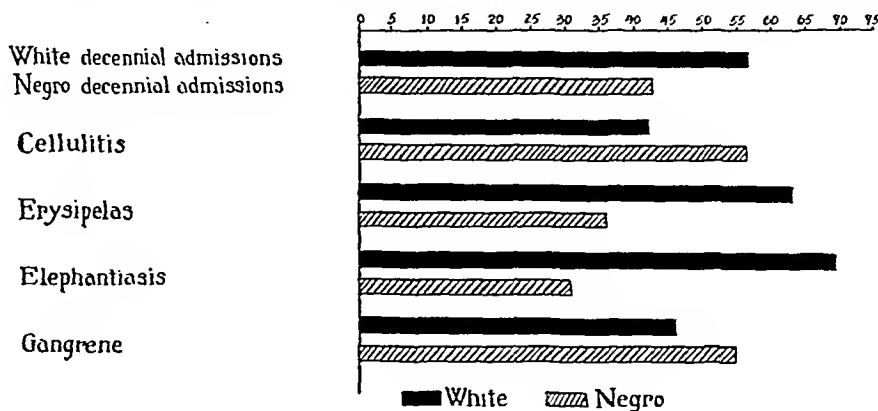 0 5 10 15 20 25 30 35 40 45 50 55 60 65 70 75
White decennial admissions
Negro decennial admissions
Cellulitis
Erysipelas
Elephantiasis
Gangrene
White Negro